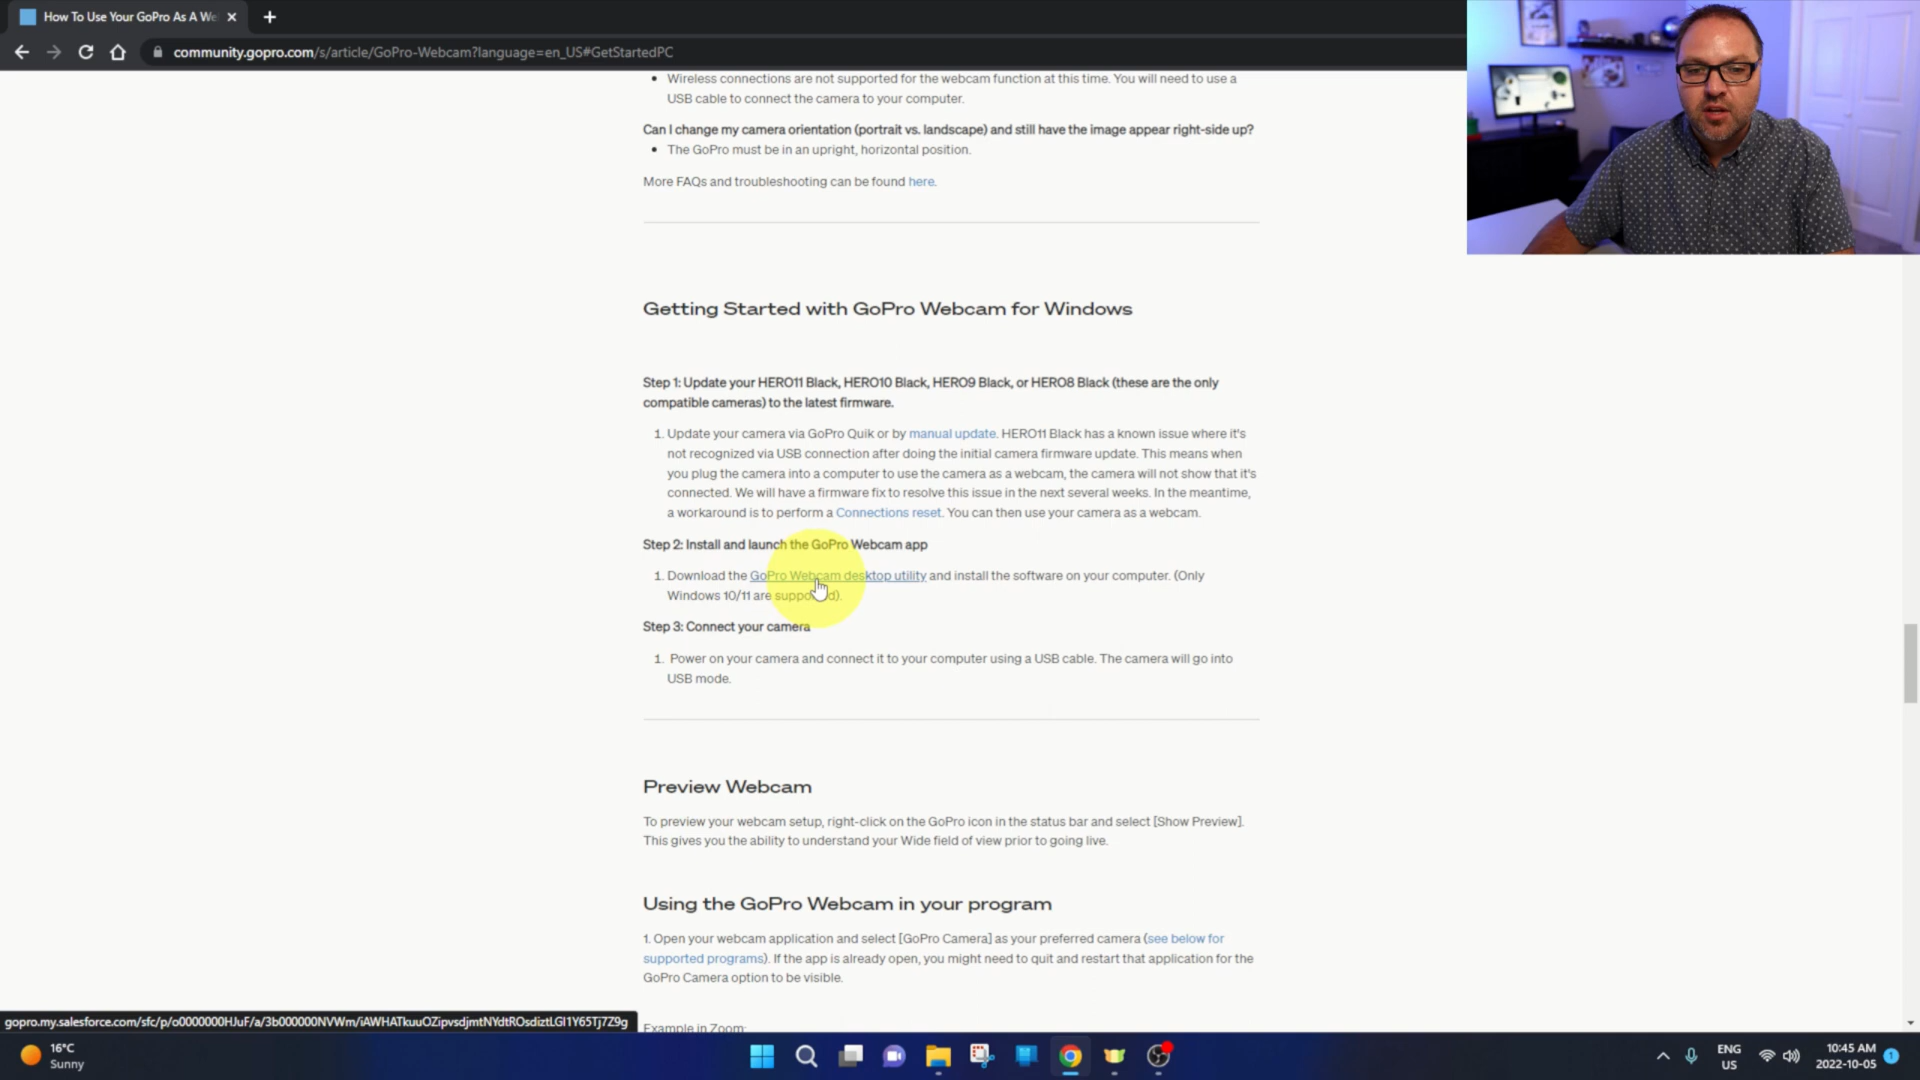 How To Use Your GoPro As A We
community.gopro.com/s/article/GoPro-Webcam?language=en_US#GetStartedPC
• Wireless connections are not supported for the webcam function at this time. You will need to use a
USB cable to connect the camera to your computer.
Can I change my camera orientation (portrait vs. landscape) and still have the image appear right-side up?
• The GoPro must be in an upright, horizontal position.
More FAQs and troubleshooting can be found here.
Getting Started with GoPro Webcam for Windows
Step 1: Update your HERO11 Black, HERO10 Black, HERO9 Black, or HERO8 Black (these are the only
compatible cameras) to the latest firmware.
1. Update your camera via GoPro Quik or by manual update. HERO11 Black has a known issue where it's
not recognized via USB connection after doing the initial camera firmware update. This means when
you plug the camera into a computer to use the camera as a webcam, the camera will not show that it's
connected. We will have a firmware fix to resolve this issue in the next several weeks. In the meantime,
a workaround is to perform a Connections reset. You can then use your camera as a webcam.
Step 2: Install and launch the GoPro Webcam app
1. Download the GoPro Webcam desktop utility and install the software on your computer. (Only
Windows 10/11 are supported).
Step 3: Connect your camera
1. Power on your camera and connect it to your computer using a USB cable. The camera will go into
USB mode.
Preview Webcam
To preview your webcam setup, right-click on the GoPro icon in the status bar and select [Show Preview].
This gives you the ability to understand your Wide field of view prior to going live.
Using the GoPro Webcam in your program
1. Open your webcam application and select [GoPro Camera] as your preferred camera (see below for
supported programs). If the app is already open, you might need to quit and restart that application for the
GoPro Camera option to be visible.
Example in Zoom:
gopro.my.salesforce.com/sfc/p/o0000000HJuF/a/3b000000NVWm/iAWHATkuuOZipvsdjmtNYdtROsdiztLGI1Y65Tj7Z9g
16°C
Sunny
ENG
US
10:45 AM
2022-10-05
1